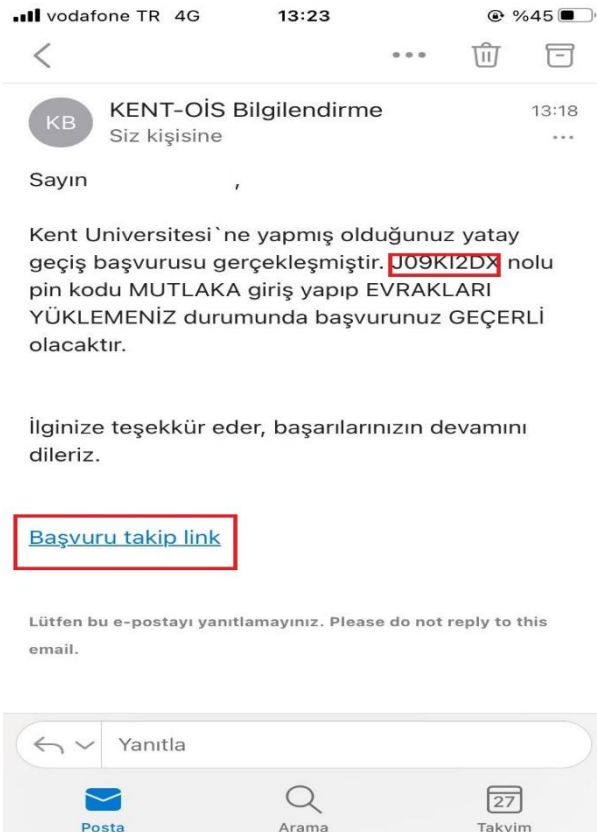 vodafone TR 4G 13:23 %45
KB
KENT-OİS Bilgilendirme 13:18
Siz kişisine
Sayın ,
Kent Universitesi`ne yapmış olduğunuz yatay
geçiş başvurusu gerçekleşmiştir. J09KI2DX nolu
pin kodu MUTLAKA giriş yapıp EVRAKLARI
YÜKLEMENİZ durumunda başvurunuz GEÇERLİ
olacaktır.
İlginize teşekkür eder, başarılarınızın devamını
dileriz.
Başvuru takip link
Lütfen bu e-postayı yanıtlamayınız. Please do not reply to this
email.
Yanıtla
27
Posta Arama Takvim